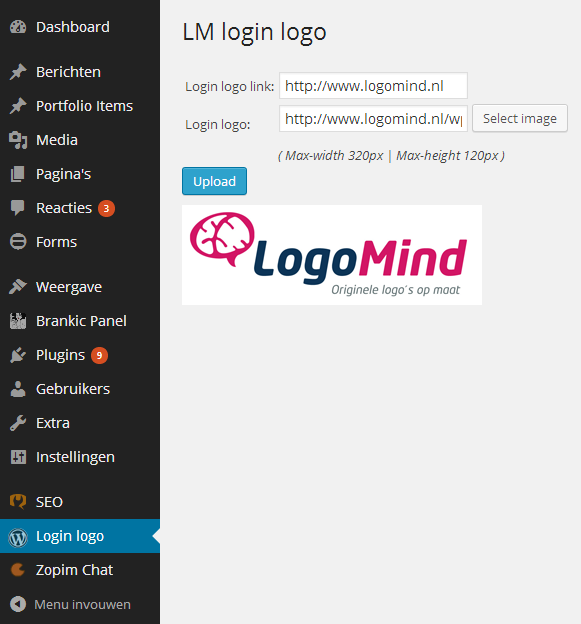 Dashboard
Berichten
Portfolio Items
Media
Pagina's
Reacties 3
Forms
Weergave
Brankic Panel
Plugins 9
Gebruikers
Extra
Instellingen
SEO
Login logo
Zopim Chat
Menu invouwen
LM login logo
Login logo link: http://www.logomind.nl
Login logo: http://www.logomind.nl/wp Select image
( Max-width 320px | Max-height 120px )
Upload
LogoMind
Originele logo's op maat